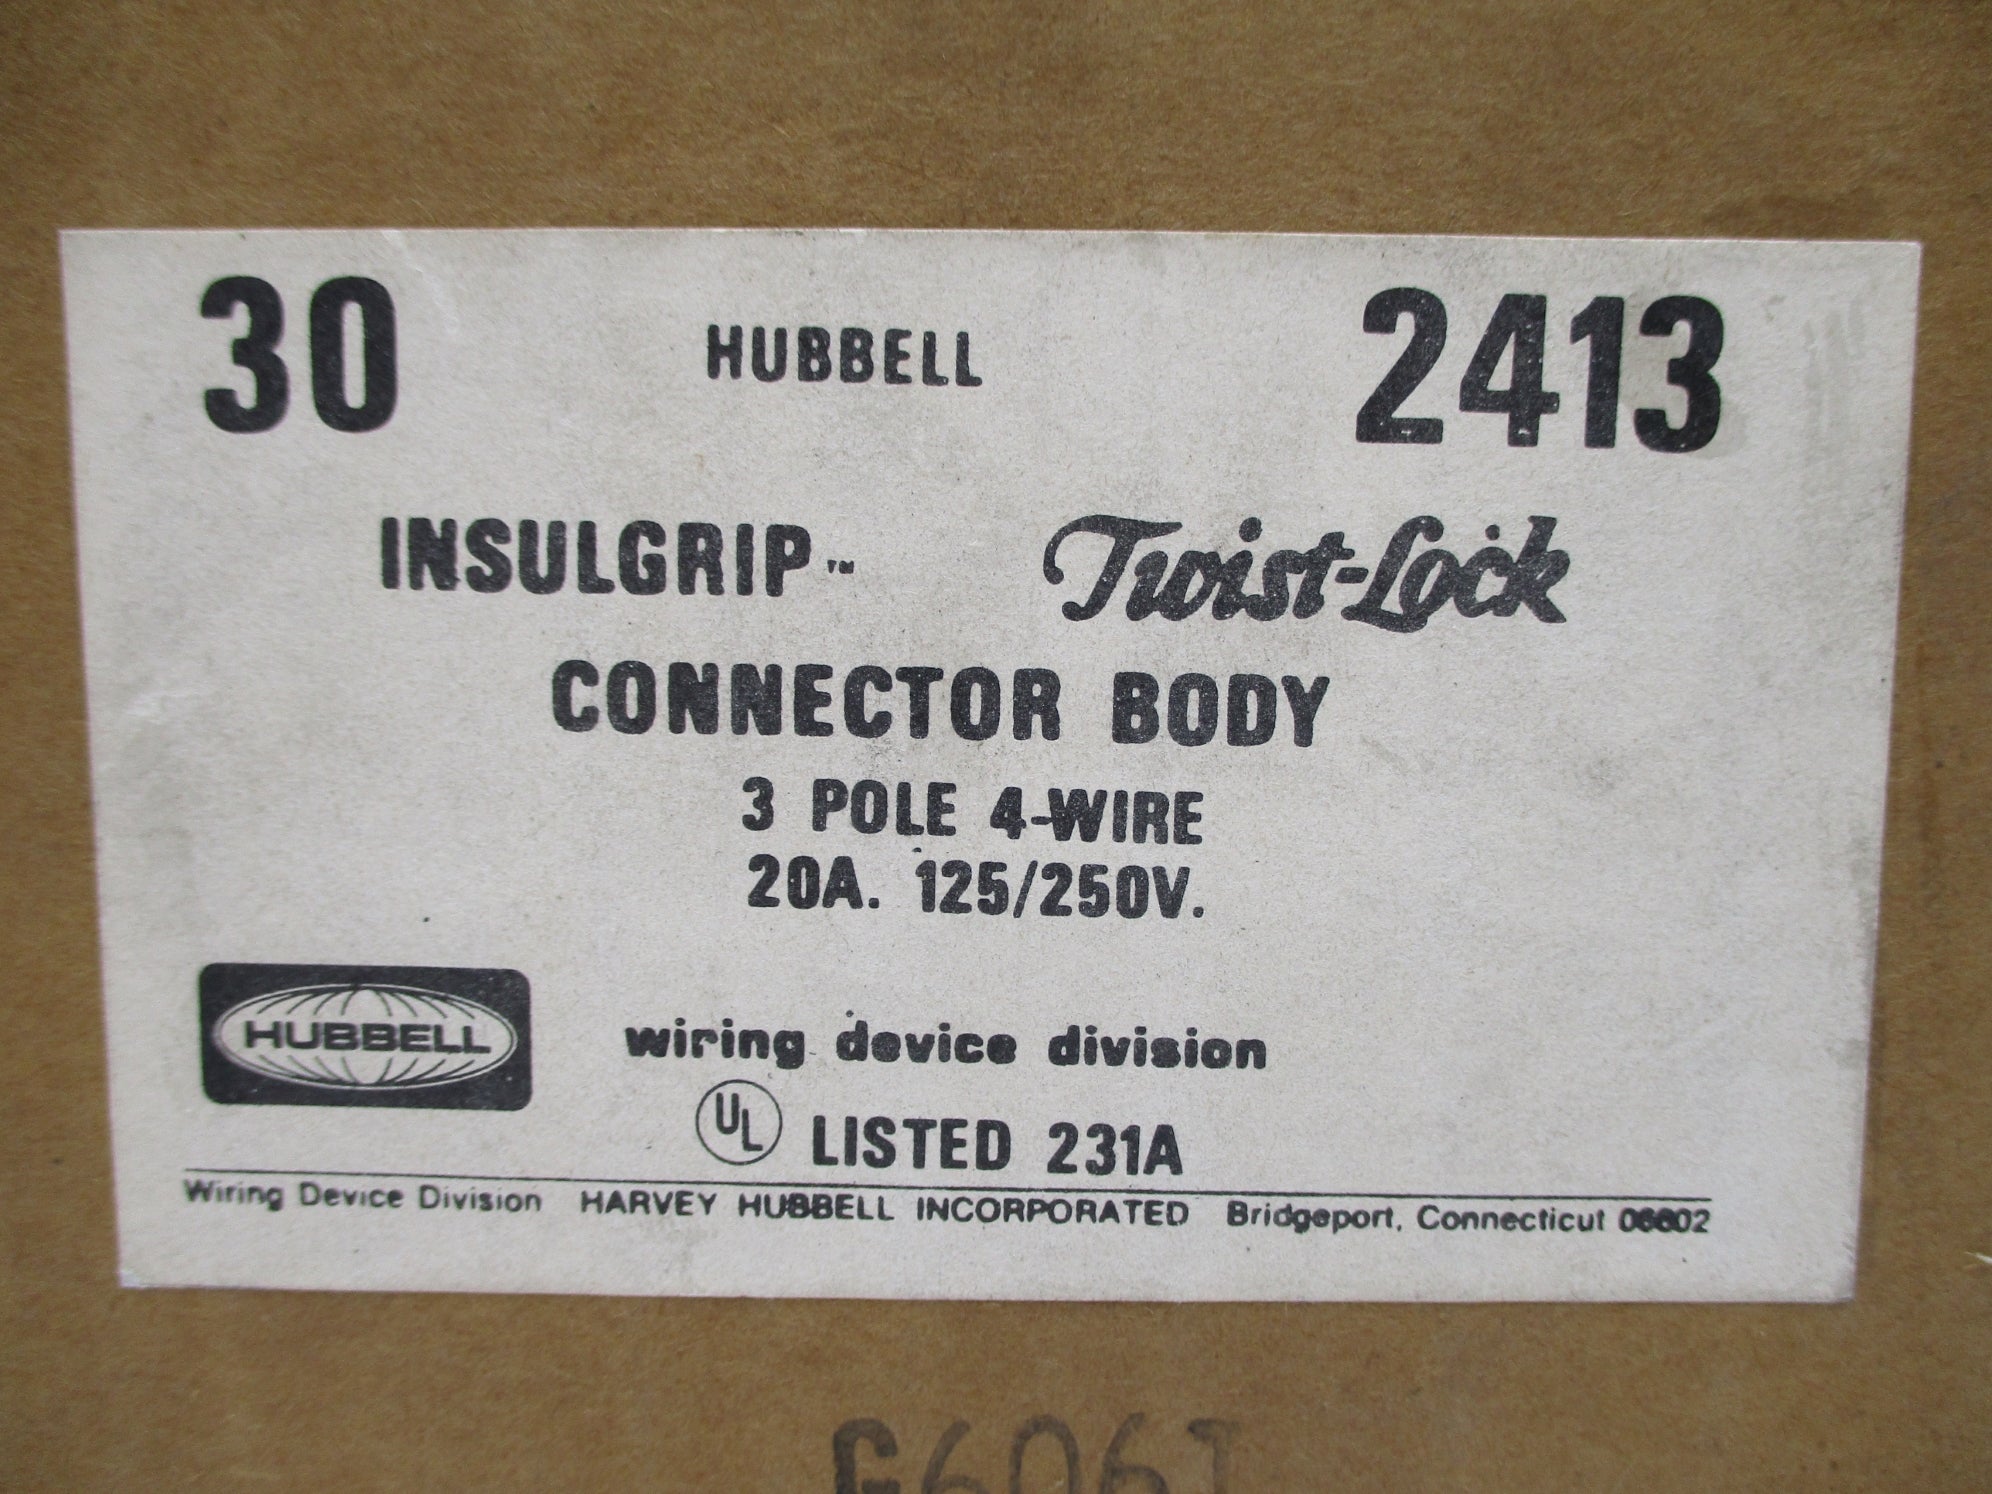 30 HUBBELL 2413
INSULGRIP™ Twist-Lock
CONNECTOR BODY
3 POLE 4-WIRE
20A. 125/250V.
HUBBELL
wiring device division
UL LISTED 231A
Wiring Device Division HARVEY HUBBELL INCORPORATED Bridgeport, Connecticut 06602